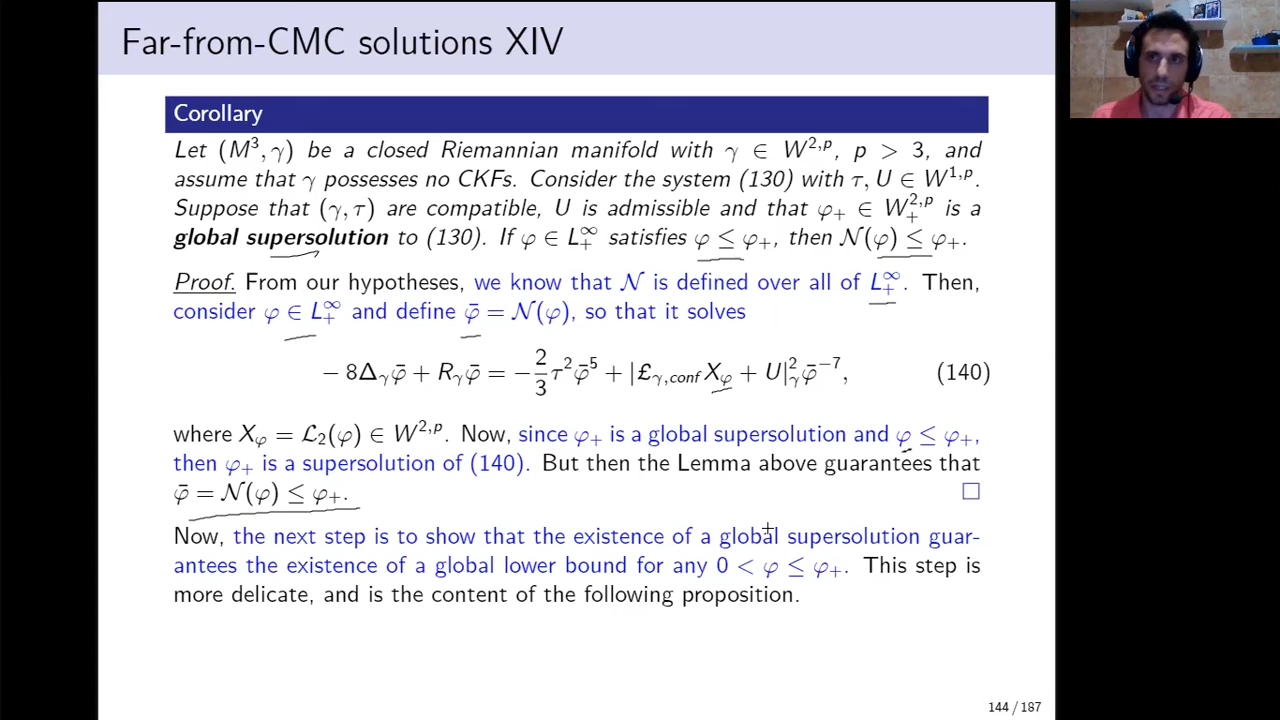 Far-from-CMC solutions XIV
Corollary
Let (M³, γ) be a closed Riemannian manifold with γ ∈ W^{2,p}, p > 3, and
assume that γ possesses no CKFs. Consider the system (130) with τ, U ∈ W^{1,p}.
Suppose that (γ, τ) are compatible, U is admissible and that φ₊ ∈ W₊^{2,p} is a
global supersolution to (130). If φ ∈ L₊^∞ satisfies φ ≤ φ₊, then 𝒩(φ) ≤ φ₊.
Proof. From our hypotheses, we know that 𝒩 is defined over all of L₊^∞. Then,
consider φ ∈ L₊^∞ and define φ̄ = 𝒩(φ), so that it solves
− 8Δ_γφ̄ + R_γφ̄ = −2/3 τ²φ̄⁵ + |£_{γ,conf}X_φ + U|²_γφ̄⁻⁷, (140)
where X_φ = ℒ₂(φ) ∈ W^{2,p}. Now, since φ₊ is a global supersolution and φ ≤ φ₊,
then φ₊ is a supersolution of (140). But then the Lemma above guarantees that
φ̄ = 𝒩(φ) ≤ φ₊. □
Now, the next step is to show that the existence of a global supersolution guar-
antees the existence of a global lower bound for any 0 < φ ≤ φ₊. This step is
more delicate, and is the content of the following proposition.
144 / 187